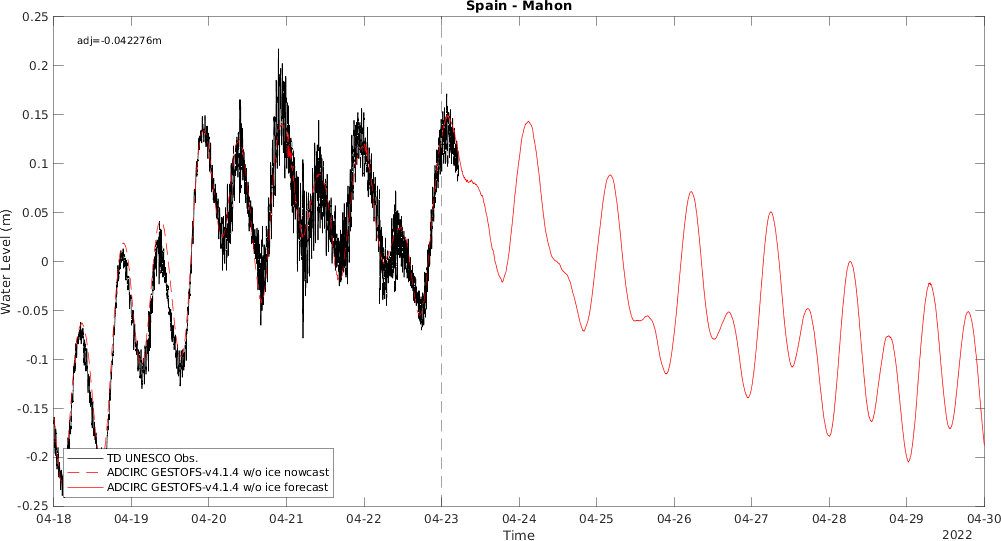 Spain - Mahon
adj=-0.042276m
0.25
0.2
0.15
0.1
0.05
0
-0.05
-0.1
-0.15
-0.2
-0.25
Water Level (m)
TD UNESCO Obs.
ADCIRC GESTOFS-v4.1.4 w/o ice nowcast
ADCIRC GESTOFS-v4.1.4 w/o ice forecast
04-18 04-19 04-20 04-21 04-22 04-23 04-24 04-25 04-26 04-27 04-28 04-29 04-30
Time
2022